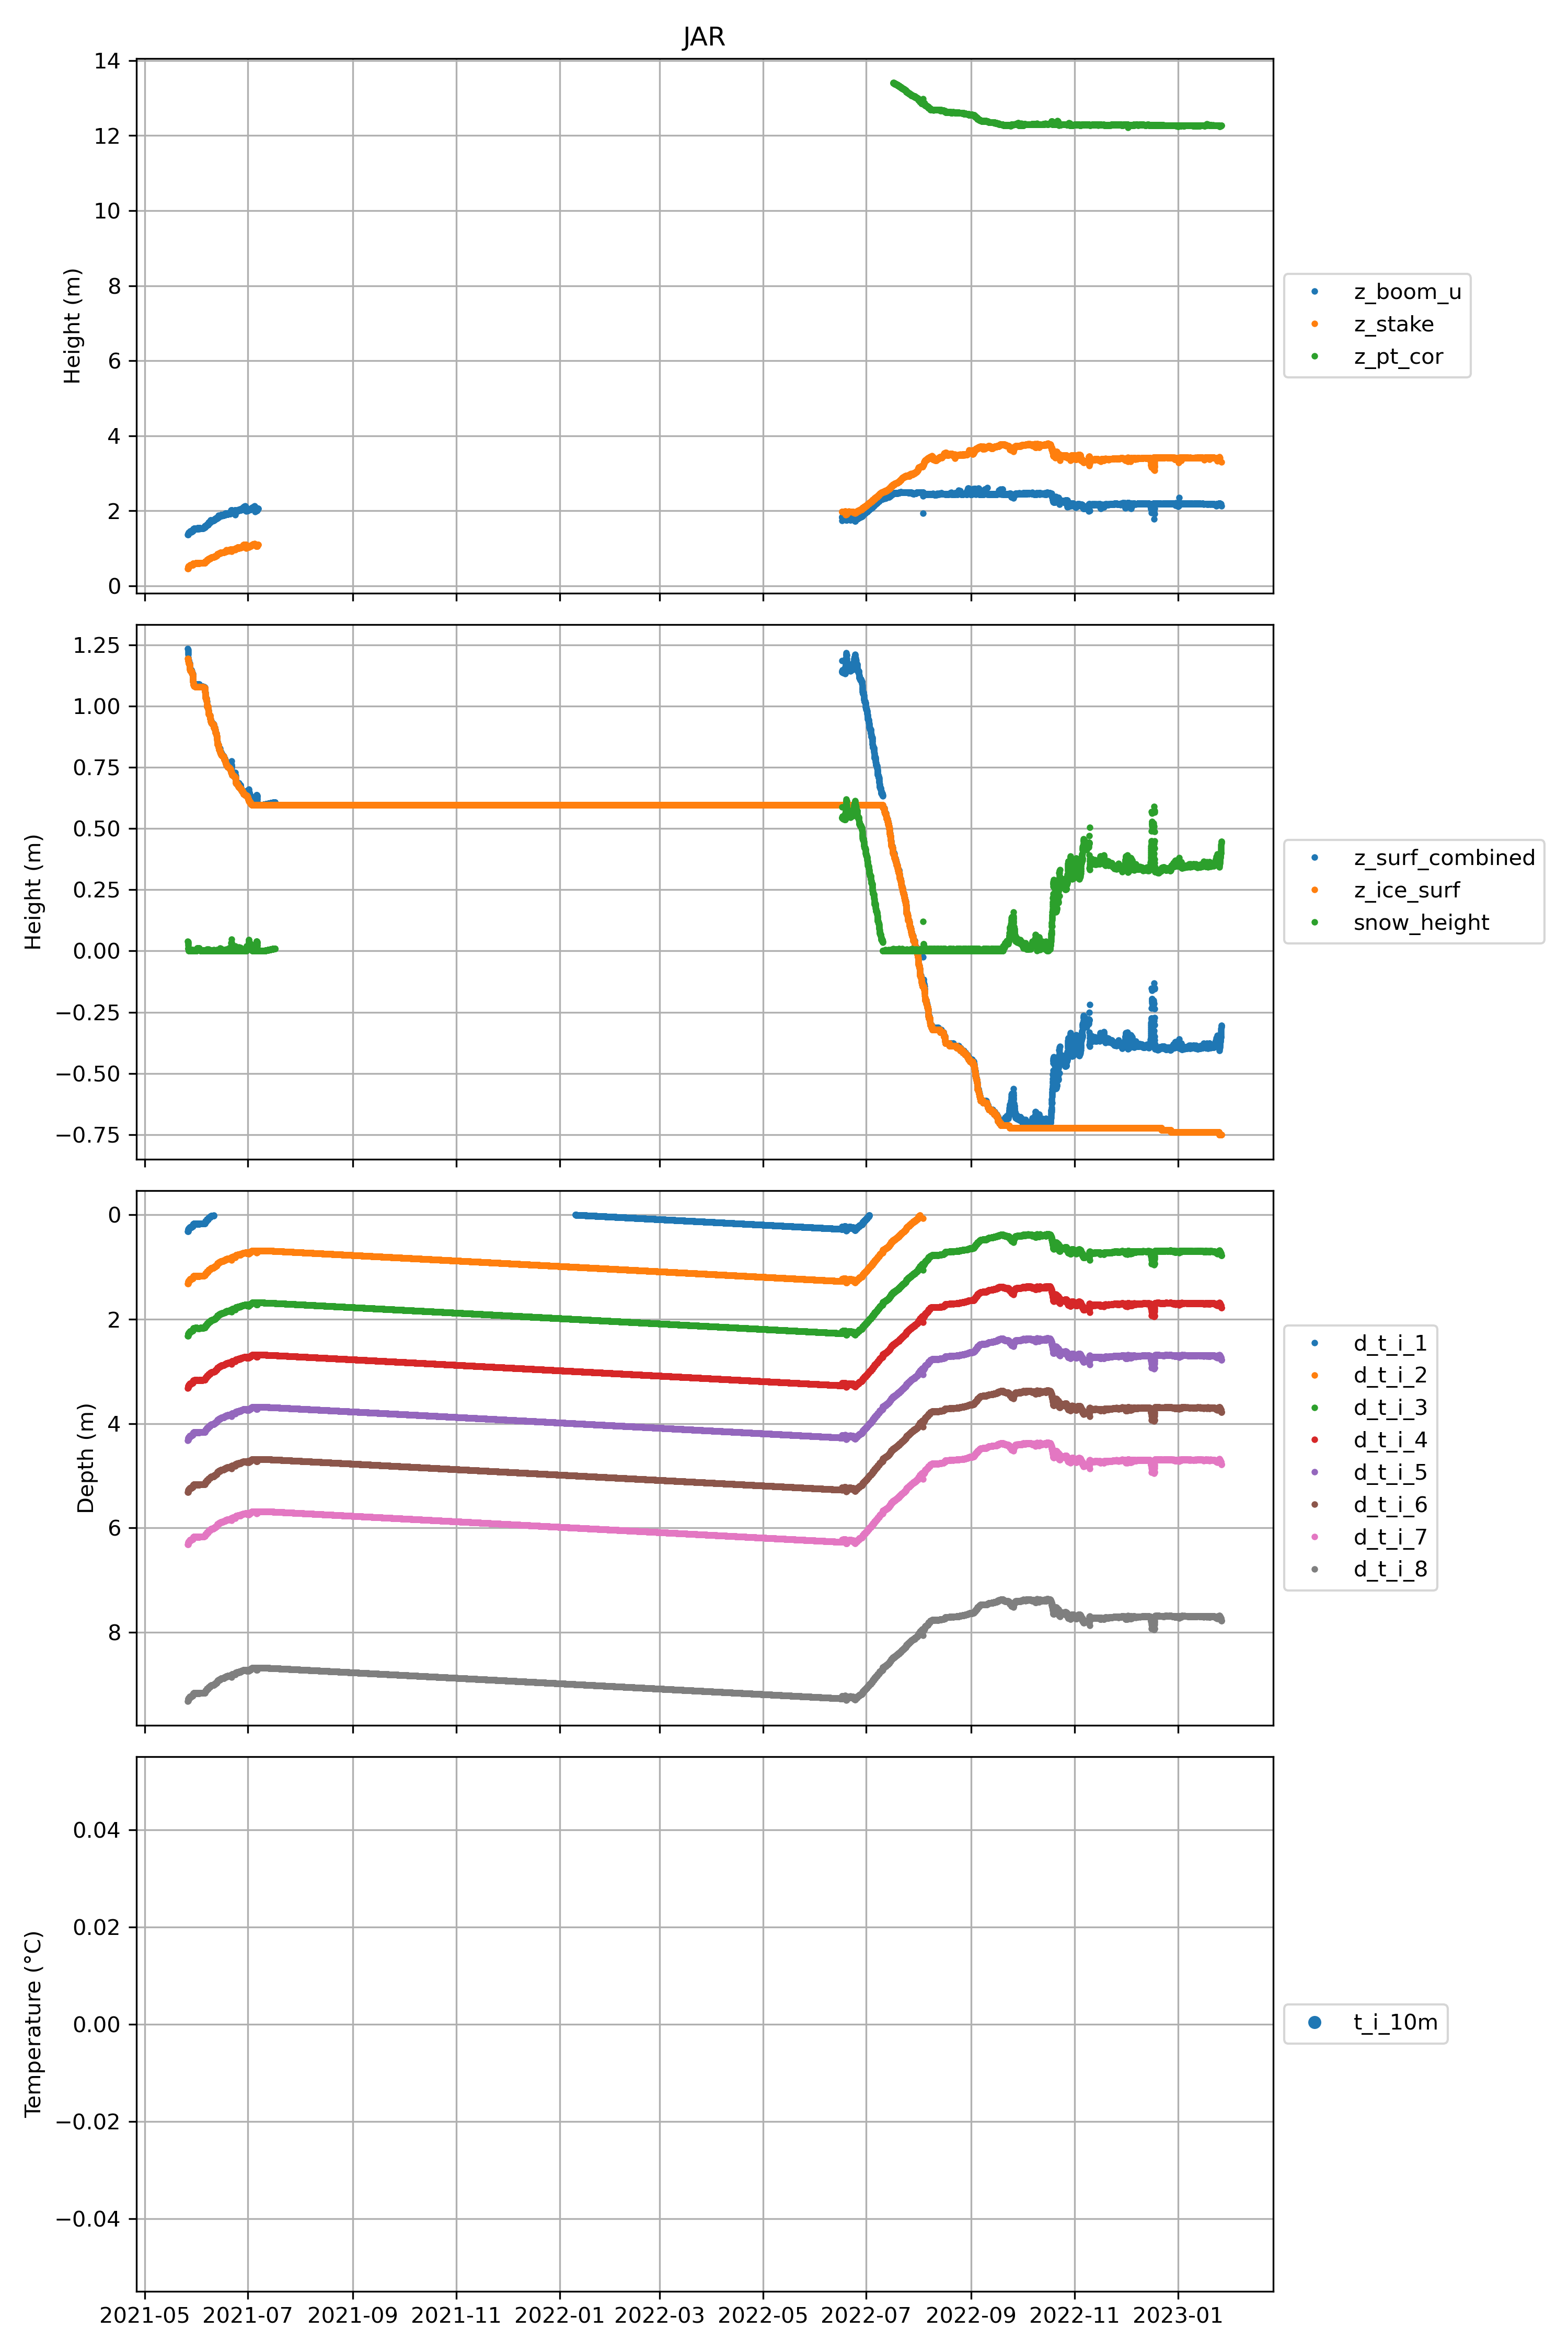 JAR
14
12
10
8
6
4
2
0
Height (m)
z_boom_u
z_stake
z_pt_cor
1.25
1.00
0.75
0.50
0.25
0.00
−0.25
−0.50
−0.75
Height (m)
z_surf_combined
z_ice_surf
snow_height
0
2
4
6
8
Depth (m)
d_t_i_1
d_t_i_2
d_t_i_3
d_t_i_4
d_t_i_5
d_t_i_6
d_t_i_7
d_t_i_8
0.04
0.02
0.00
−0.02
−0.04
Temperature (°C)
t_i_10m
2021-05 2021-07 2021-09 2021-11 2022-01 2022-03 2022-05 2022-07 2022-09 2022-11 2023-01